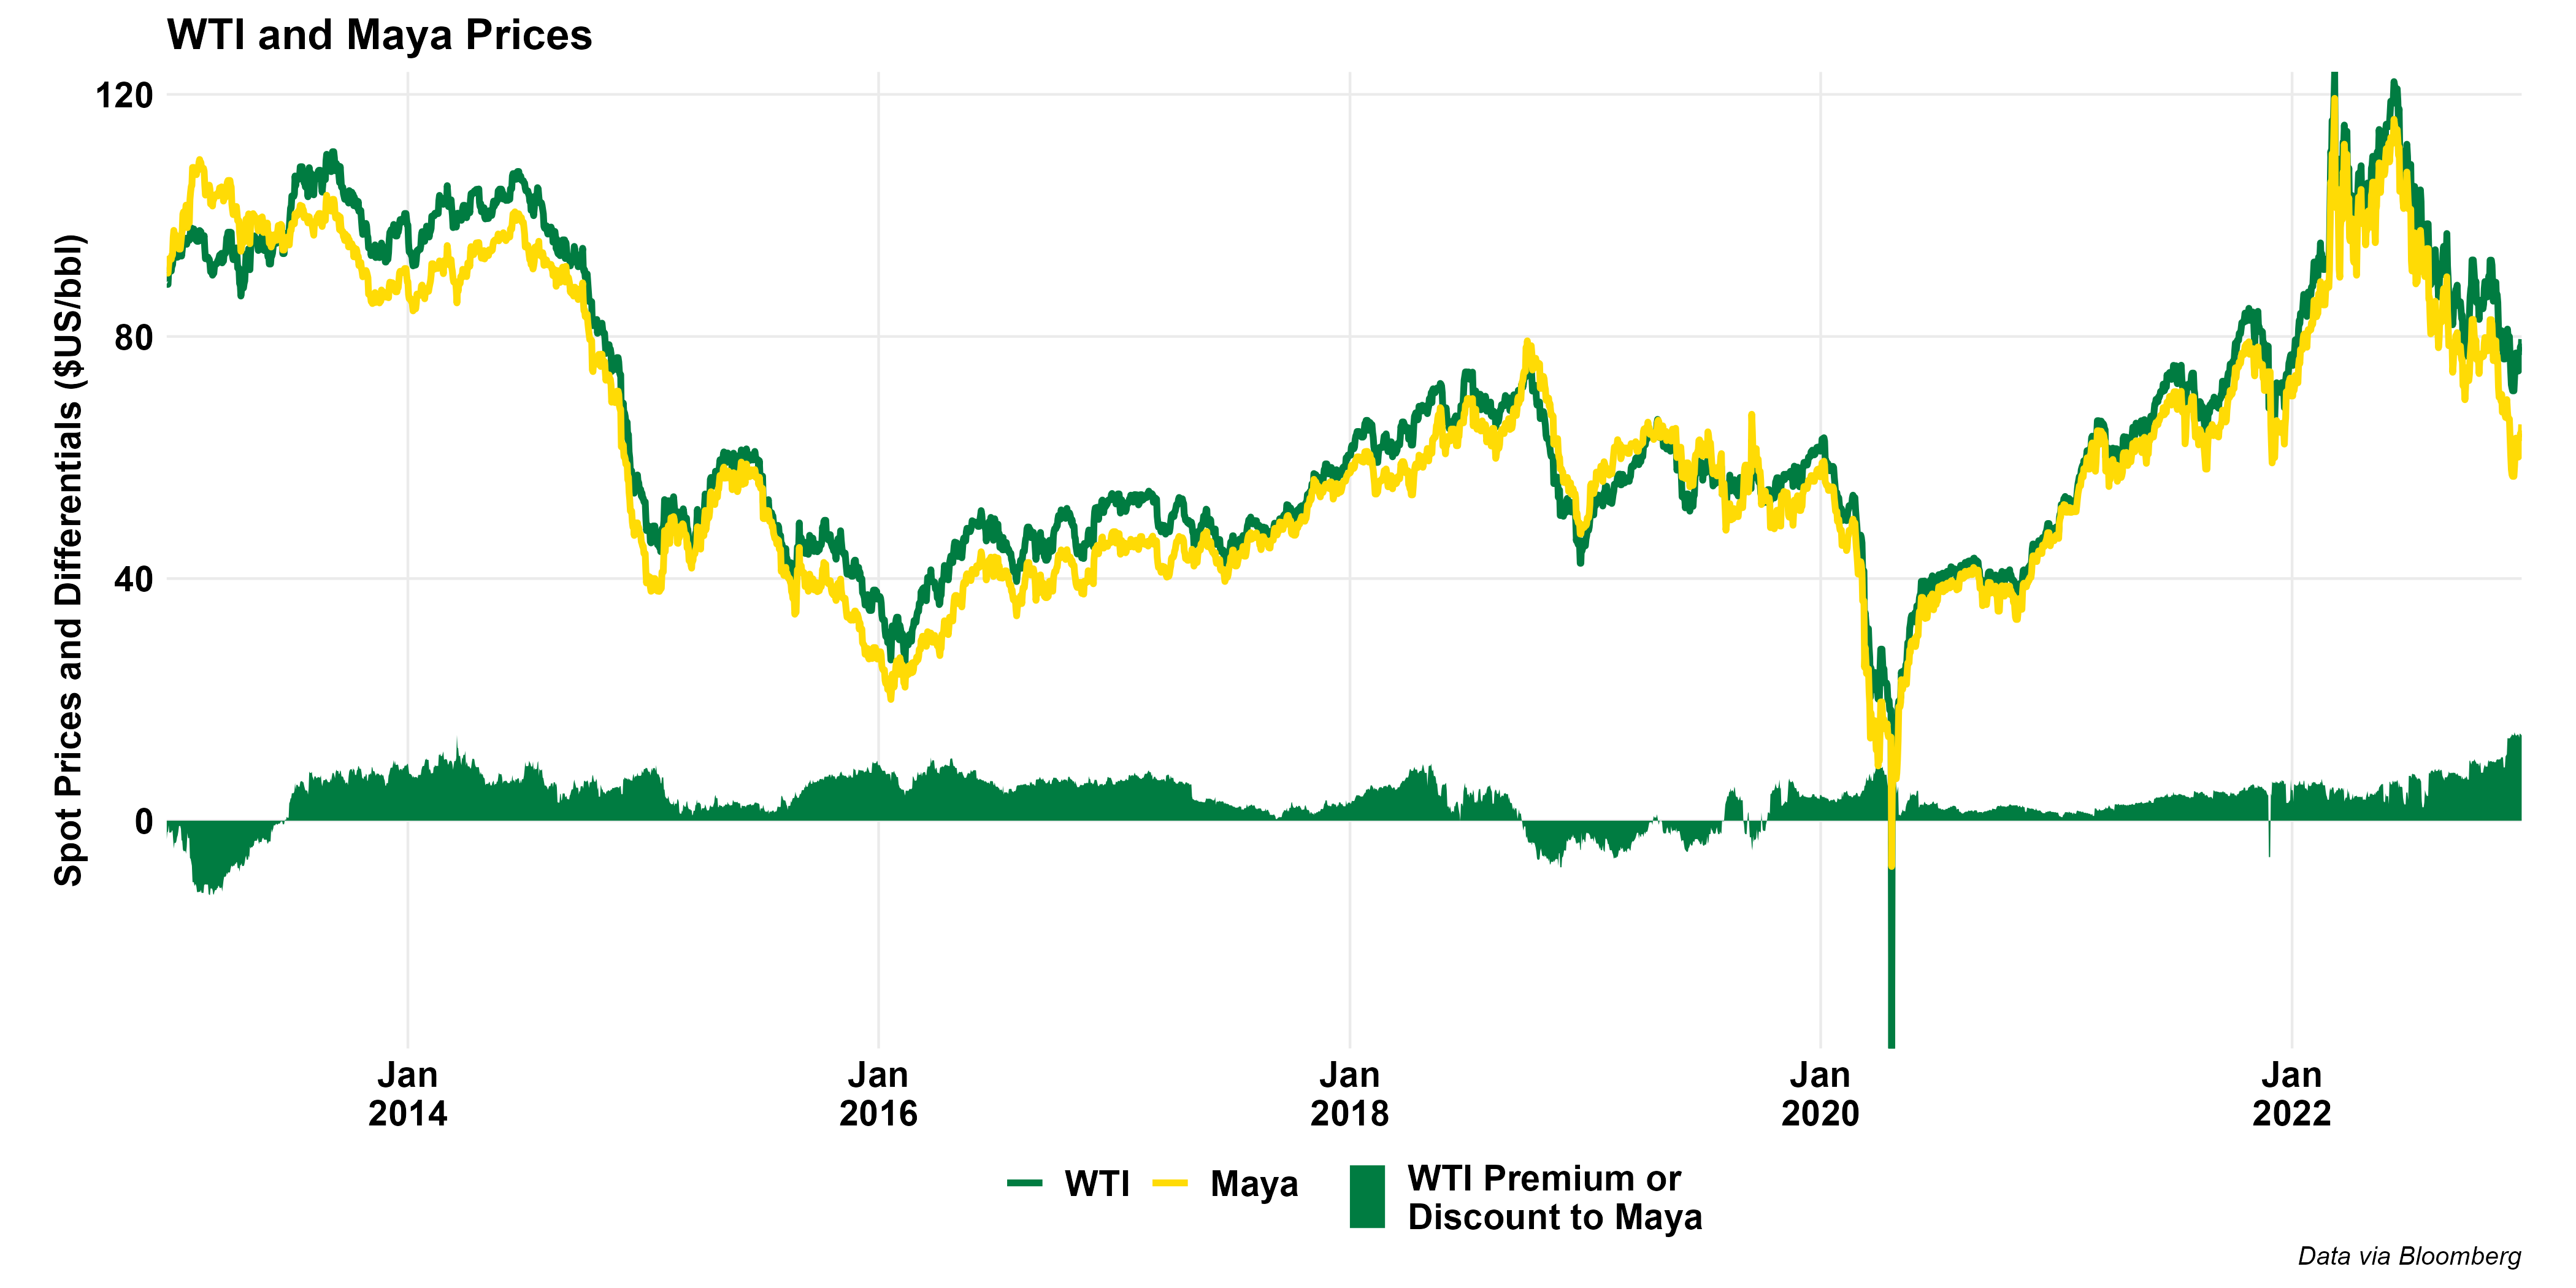 WTI and Maya Prices
Spot Prices and Differentials ($US/bbl)
120
80
40
0
Jan
2014
Jan
2016
Jan
2018
Jan
2020
Jan
2022
WTI
Maya
WTI Premium or
Discount to Maya
Data via Bloomberg